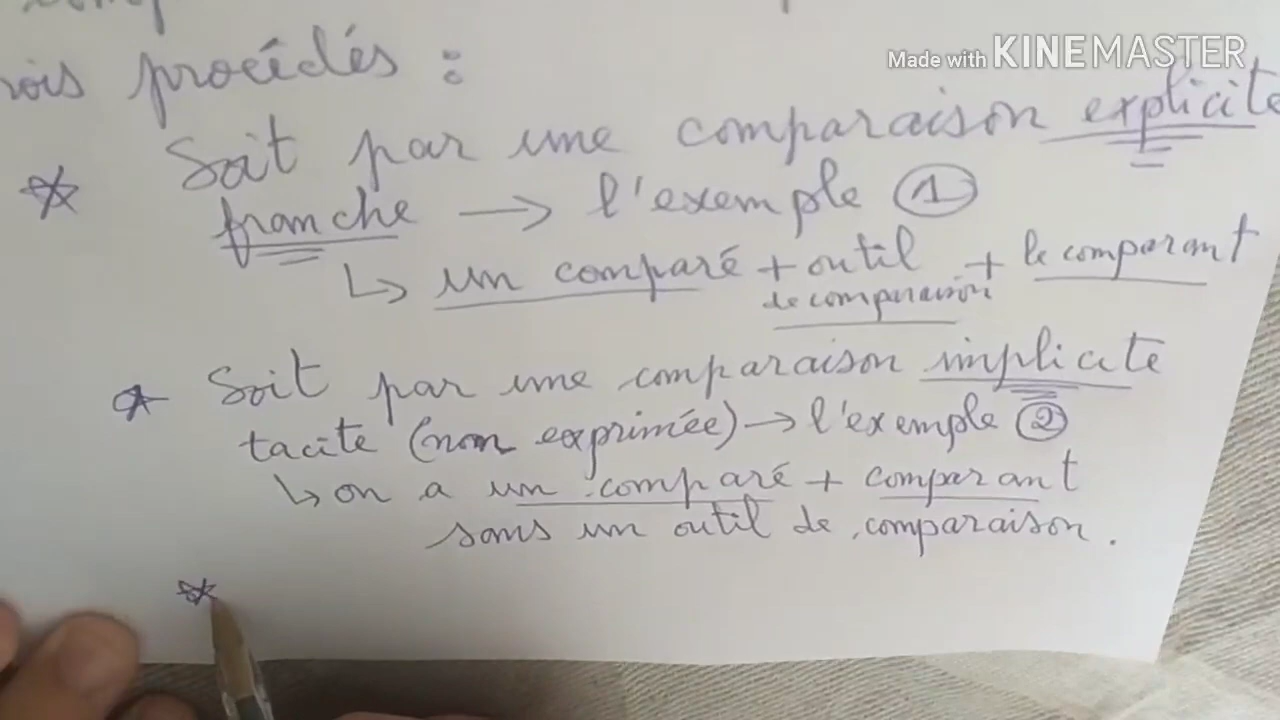 Made with KINEMASTER
rois procédés :
* Soit par une comparaison explicite
franche → l'exemple 1
↳ un comparé + outil de comparaison + le comparant
* Soit par une comparaison implicite
tacite (non exprimée) → l'exemple 2
↳ on a un comparé + comparant
sans un outil de comparaison.
*